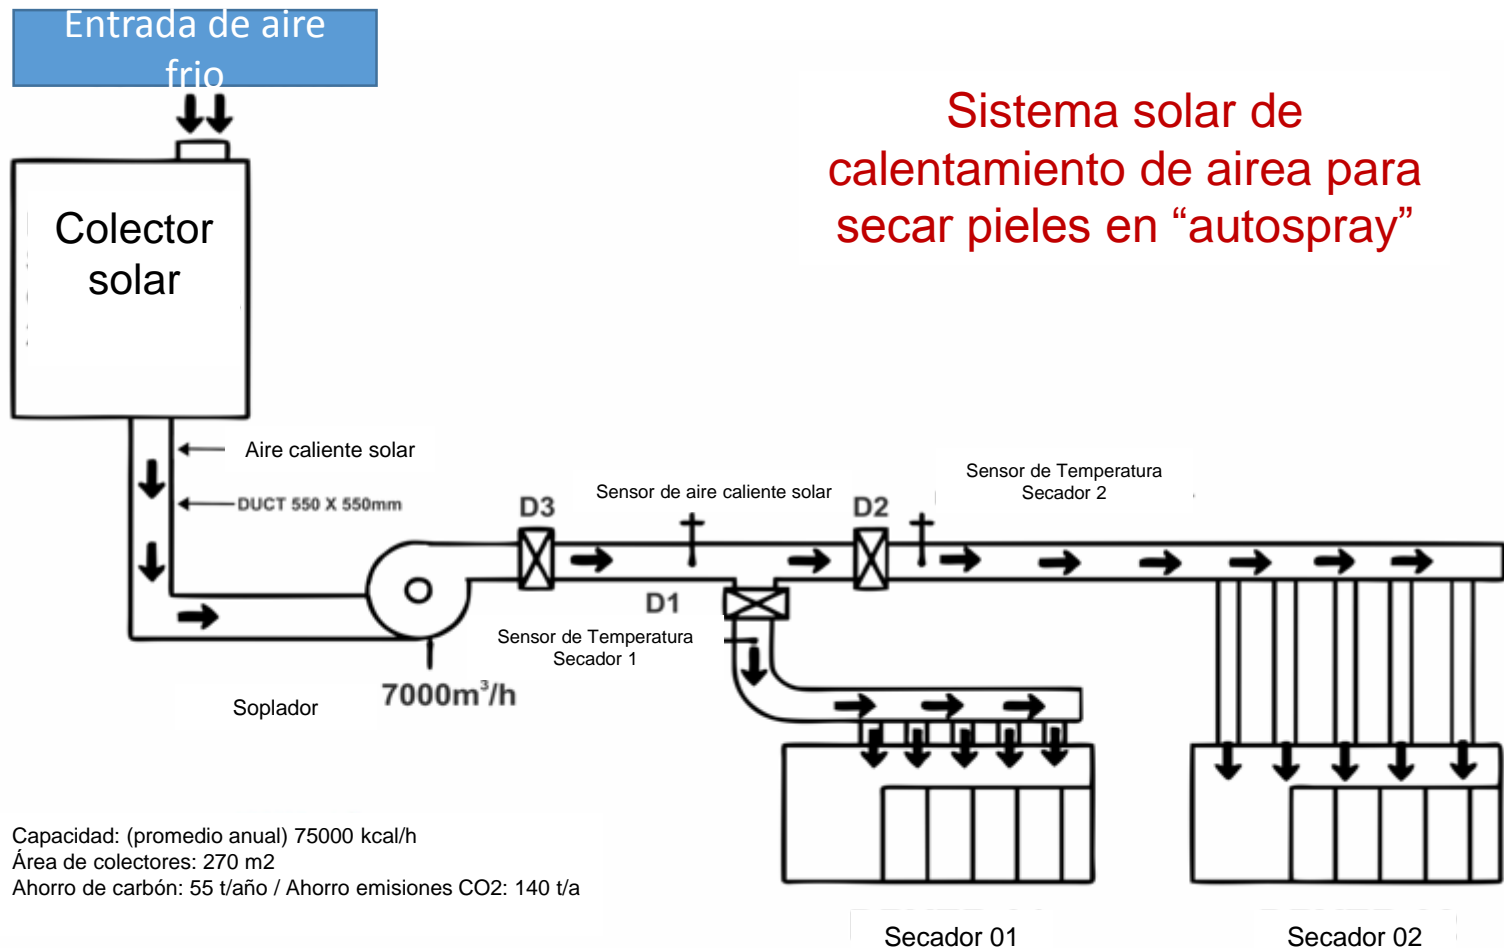 Entrada de aire
frio
Sistema solar de
calentamiento de airea para
secar pieles en “autospray”
Colector
solar
Aire caliente solar
DUCT 550 X 550mm
D3
Sensor de aire caliente solar
D2
Sensor de Temperatura
Secador 2
D1
Sensor de Temperatura
Secador 1
Soplador
7000m³/h
Capacidad: (promedio anual) 75000 kcal/h
Área de colectores: 270 m2
Ahorro de carbón: 55 t/año / Ahorro emisiones CO2: 140 t/a
Secador 01
Secador 02